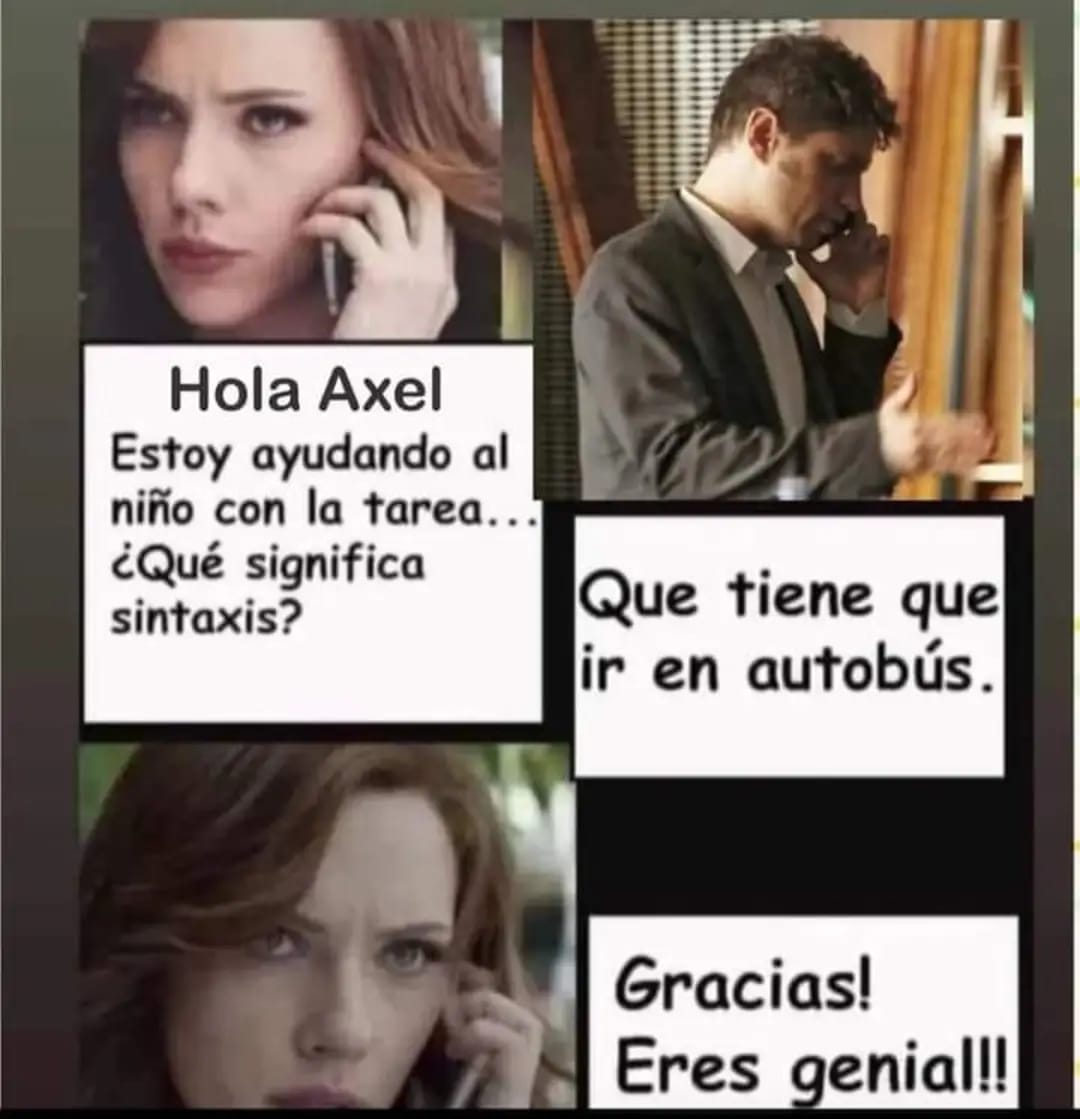 Hola Axel
Estoy ayudando al
niño con la tarea...
¿Qué significa
sintaxis?
Que tiene que
ir en autobús.
Gracias!
Eres genial!!